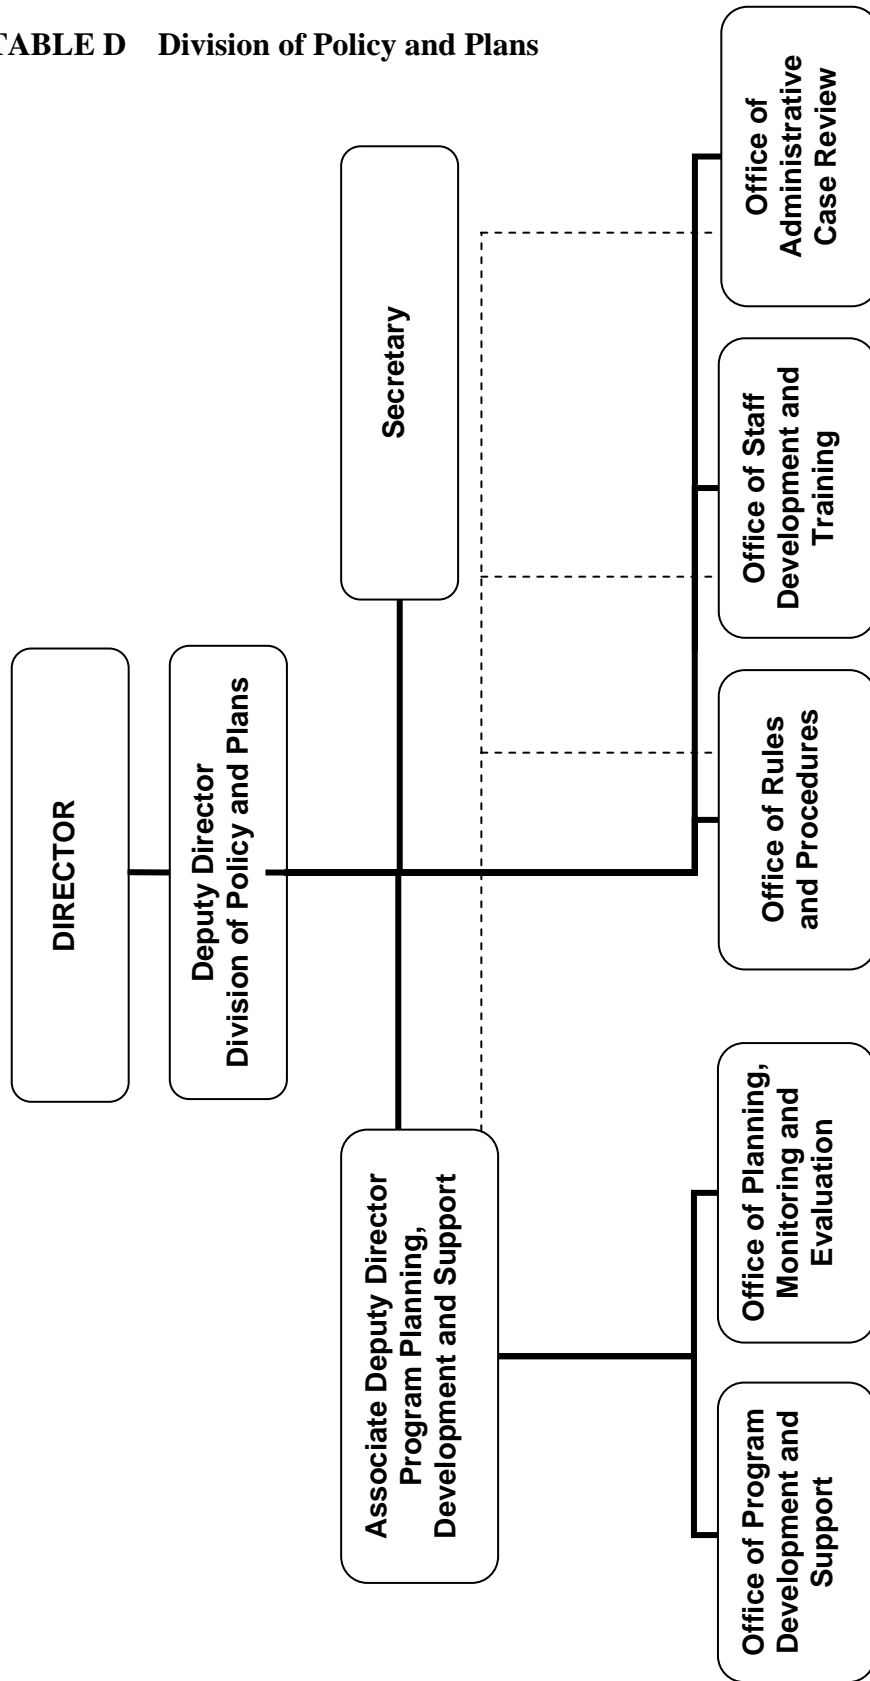 TABLE D    Division of Policy and Plans
DIRECTOR
Deputy Director
Division of Policy and Plans
Associate Deputy Director
Program Planning,
Development and Support
Secretary
Office of Program
Development and
Support
Office of Planning,
Monitoring and
Evaluation
Office of Rules
and Procedures
Office of Staff
Development and
Training
Office of
Administrative
Case Review